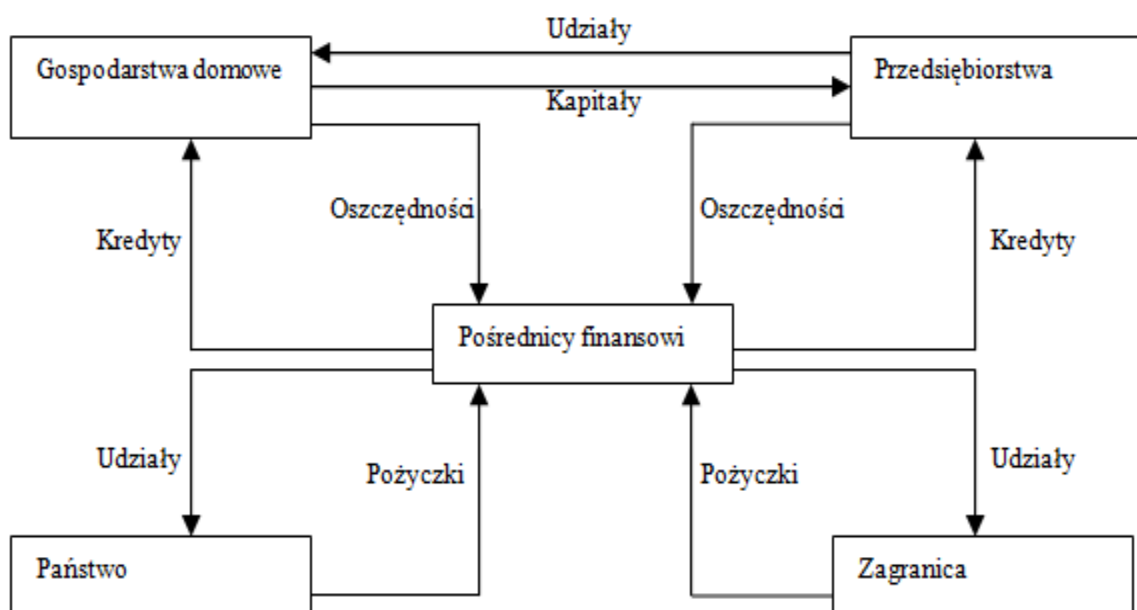 Udziały
Gospodarstwa domowe
Przedsiębiorstwa
Kapitały
Oszczędności
Oszczędności
Kredyty
Kredyty
Pośrednicy finansowi
Udziały
Pożyczki
Pożyczki
Udziały
Państwo
Zagranica